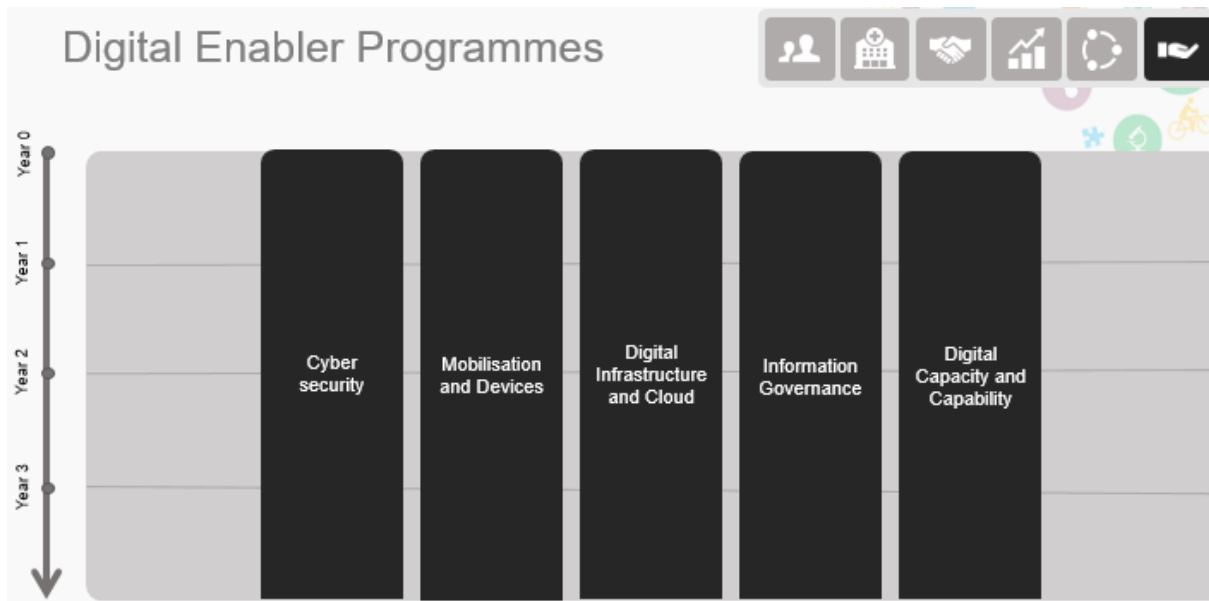 Digital Enabler Programmes
Year 0
Year 1
Year 2
Year 3
Cyber
security
Mobilisation
and Devices
Digital
Infrastructure
and Cloud
Information
Governance
Digital
Capacity and
Capability